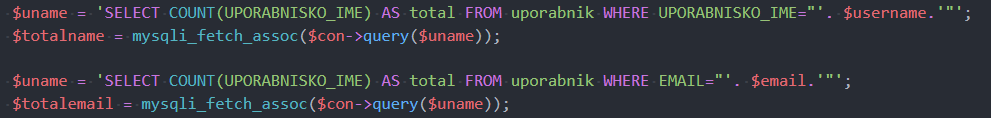 $uname = 'SELECT COUNT(UPORABNISKO_IME) AS total FROM uporabnik WHERE UPORABNISKO_IME="'. $username.'"';
$totalname = mysqli_fetch_assoc($con->query($uname));
$uname = 'SELECT COUNT(UPORABNISKO_IME) AS total FROM uporabnik WHERE EMAIL="'. $email.'"';
$totalemail = mysqli_fetch_assoc($con->query($uname));